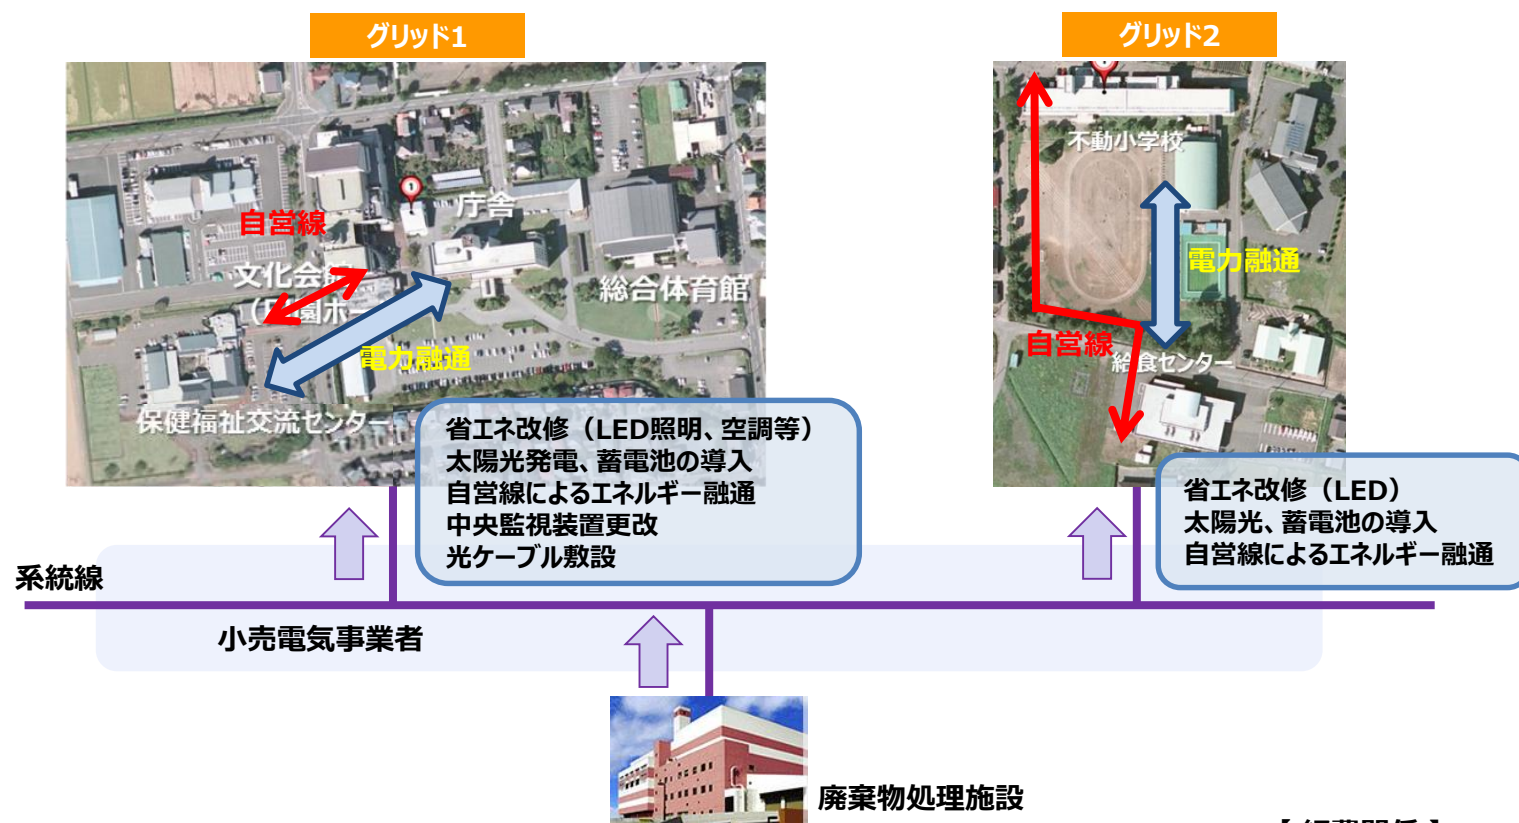 グリッド1
グリッド2
不動小学校
庁舎
自営線
文化会館
総合体育館
電力融通
電力融通
自営線
給食センター
保健福祉交流センター
省エネ改修（LED照明、空調等）
太陽光発電、蓄電池の導入
自営線によるエネルギー融通
中央監視装置更改
光ケーブル敷設
省エネ改修（LED）
太陽光、蓄電池の導入
自営線によるエネルギー融通
系統線
小売電気事業者
廃棄物処理施設